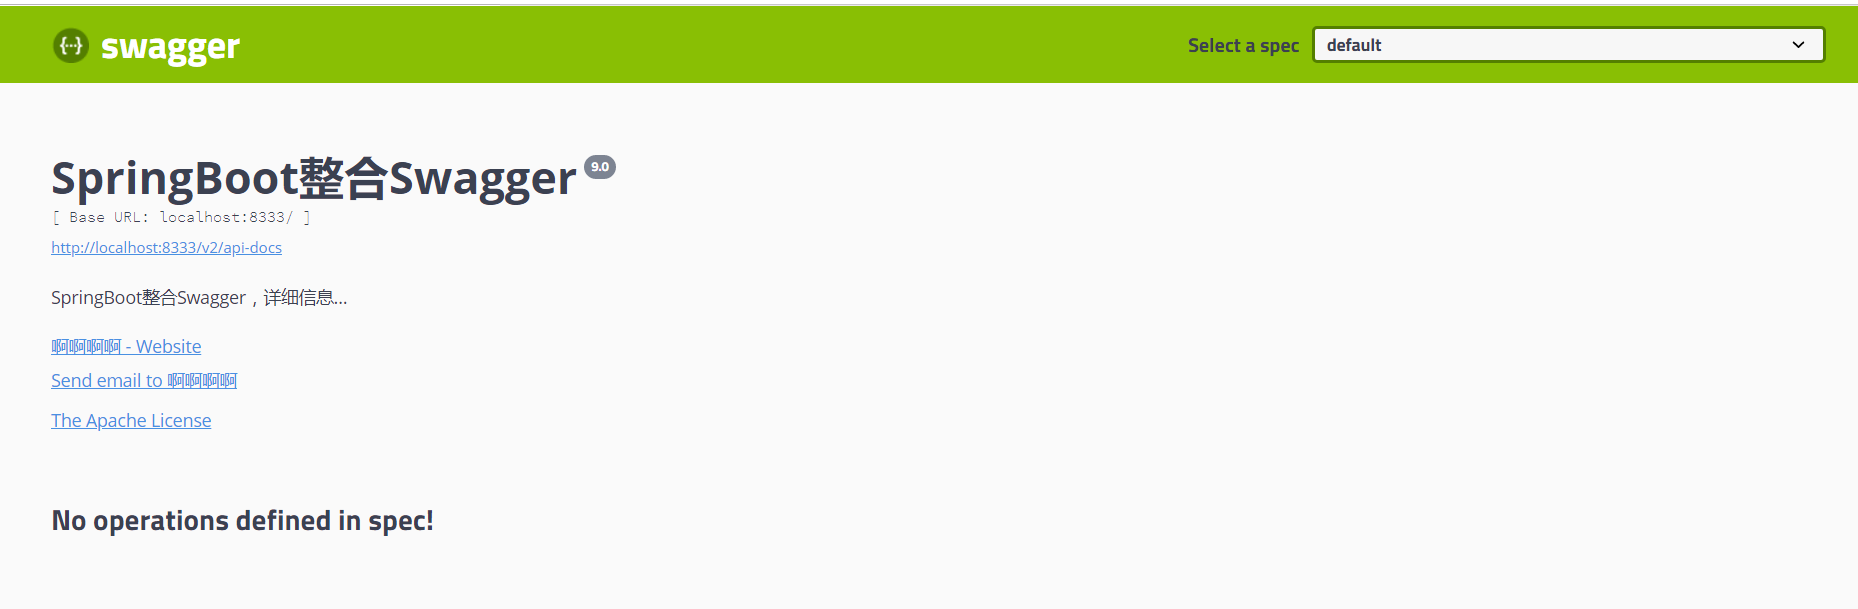 {...} swagger
Select a spec
default
SpringBoot整合Swagger 9.0
[ Base URL: localhost:8333/ ]
http://localhost:8333/v2/api-docs
SpringBoot整合Swagger，详细信息...
啊啊啊啊 - Website
Send email to 啊啊啊啊
The Apache License
No operations defined in spec!